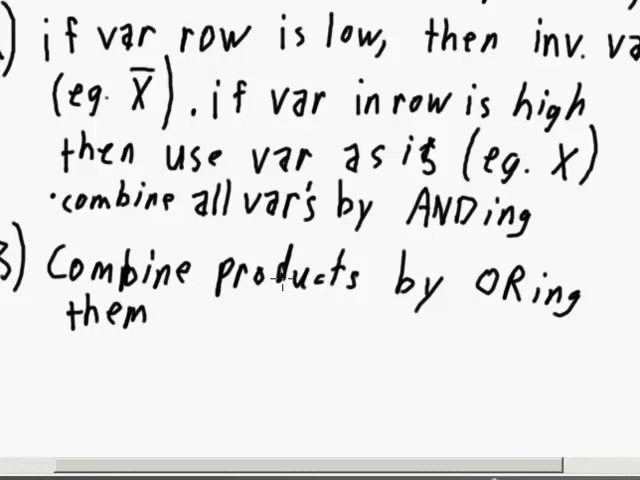 ) if var row is low, then inv. va
(eg. X̅). if var in row is high
then use var as is (eg. X)
·combine all var's by ANDing
3) Combine products by ORing
them